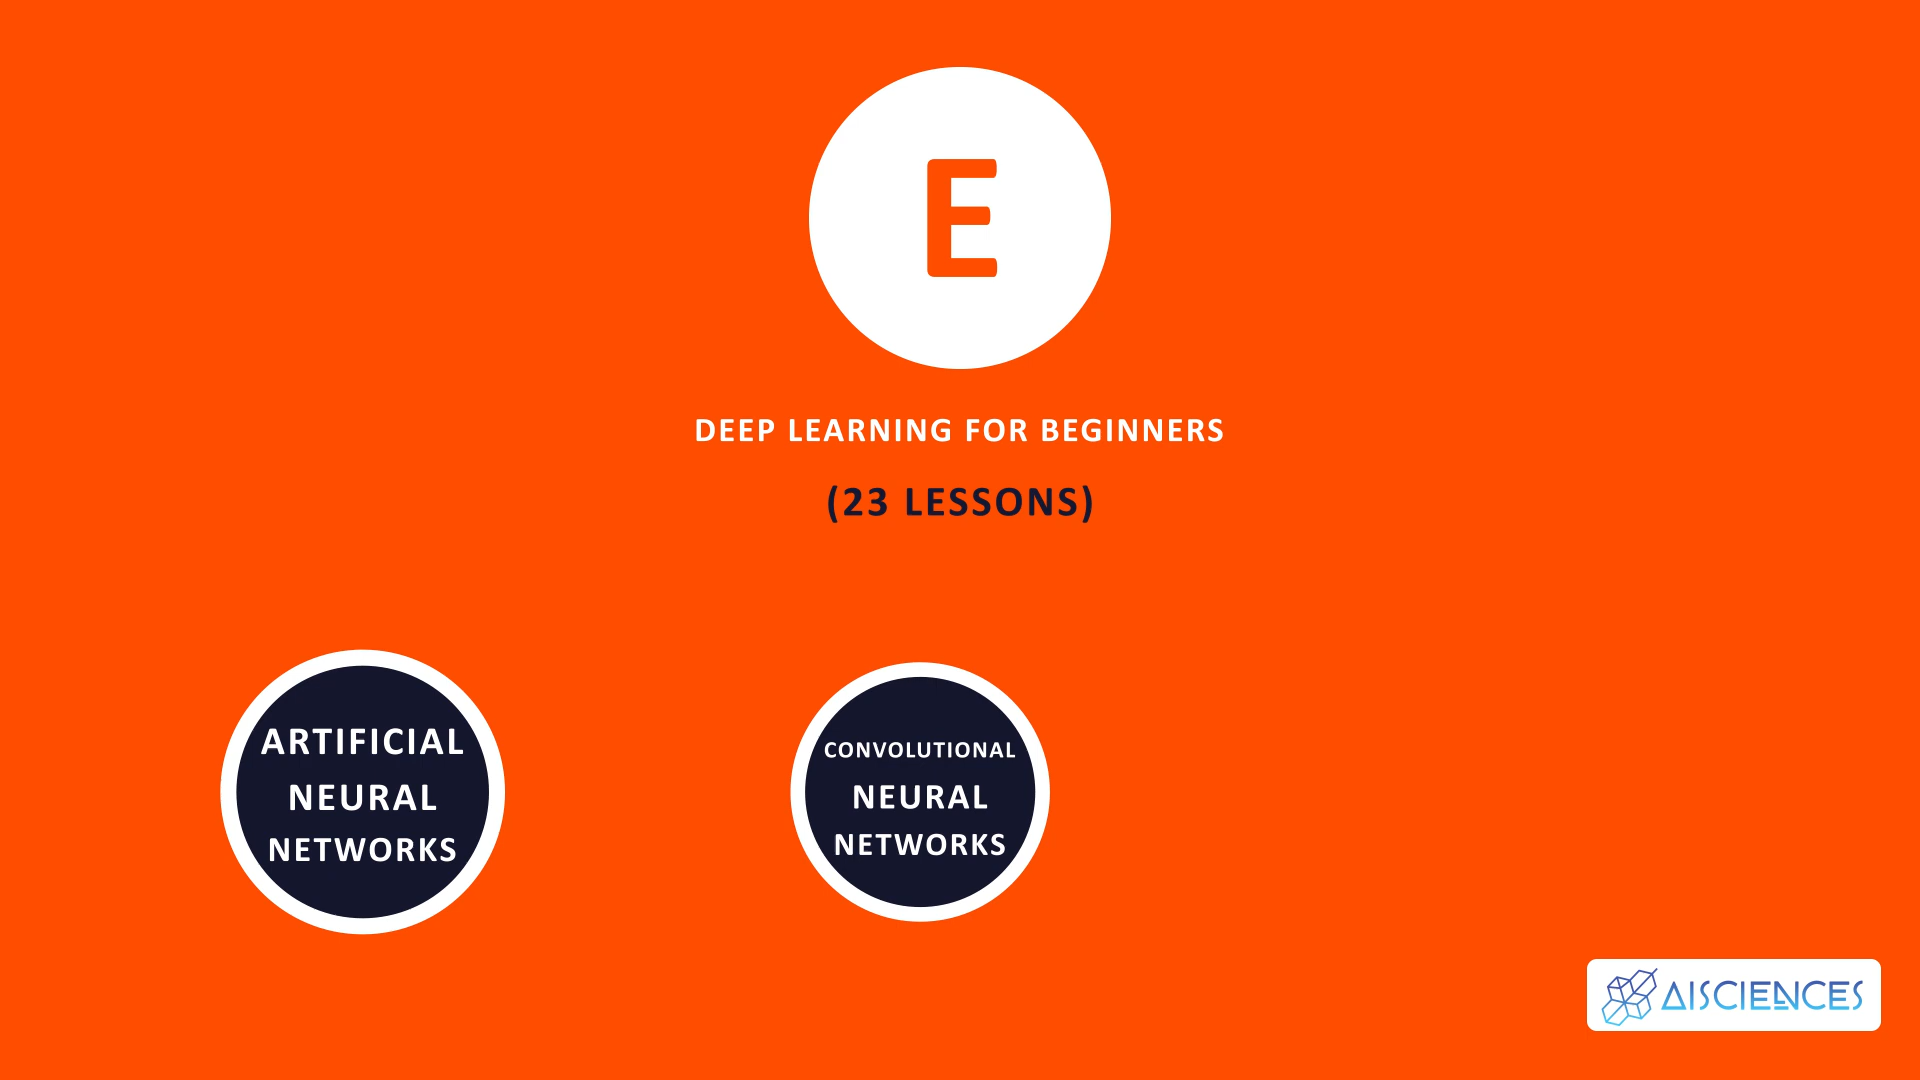 E
DEEP LEARNING FOR BEGINNERS
(23 LESSONS)
ARTIFICIAL
NEURAL
NETWORKS
CONVOLUTIONAL
NEURAL
NETWORKS
AISCIENCES